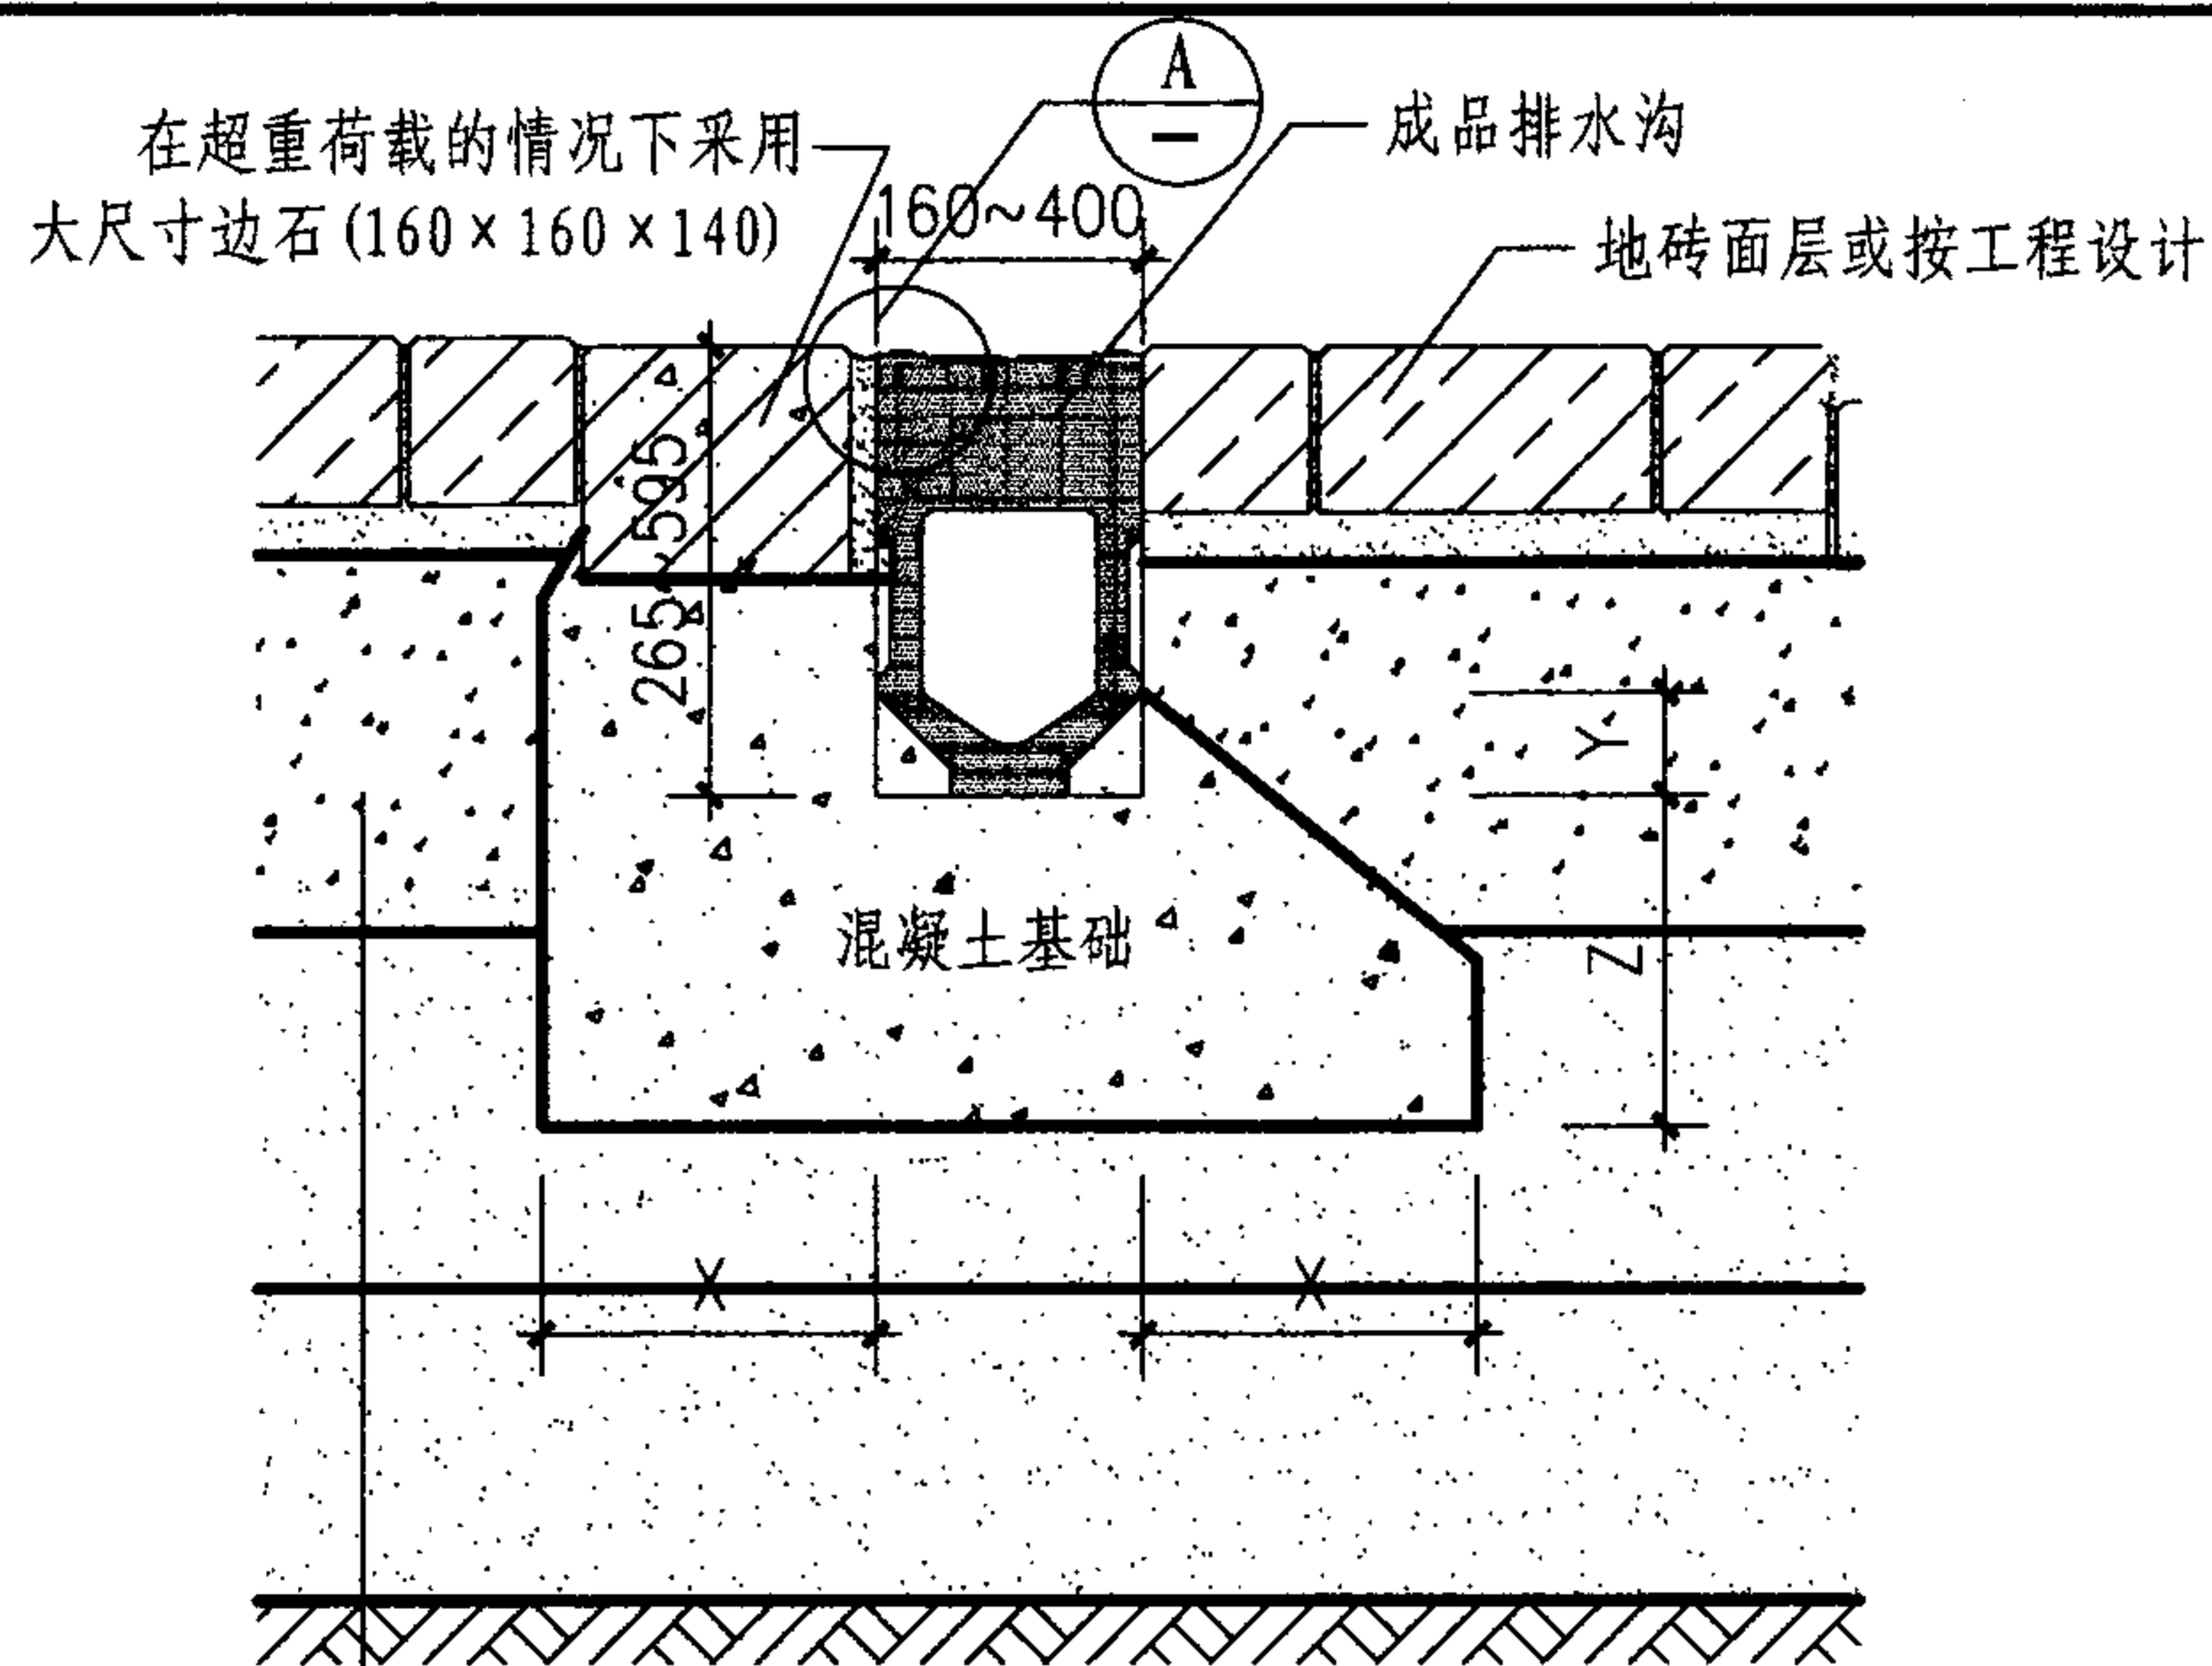 A
在超重荷载的情况下采用
大尺寸边石(160×160×140)
成品排水沟
160~400
地砖面层或按工程设计
265~595
Y
混凝土基础
Z
X
X